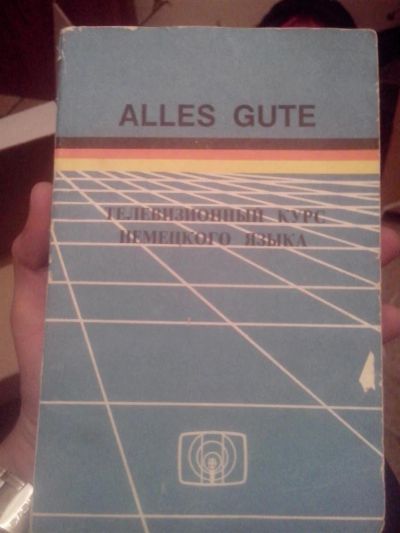 ALLES GUTE
ТЕЛЕВИЗИОННЫЙ КУРС
НЕМЕЦКОГО ЯЗЫКА